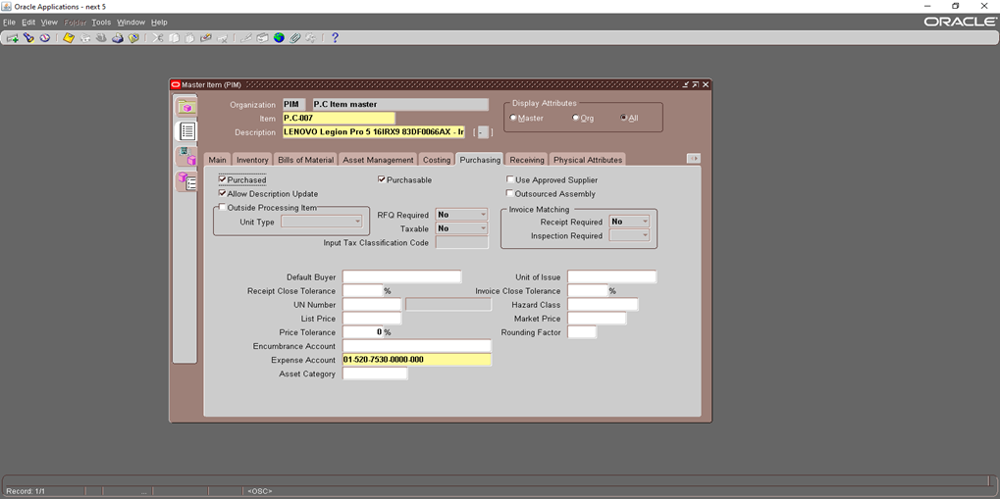 Oracle Applications - next 5
File Edit View Folder Tools Window Help
ORACLE
?
Master Item (PIM)
Organization PIM P.C Item master
Display Attributes
Item P.C-007
Master Org All
Description LENOVO Legion Pro 5 16IRX9 83DF0066AX - Ir [ - ]
Main Inventory Bills of Material Asset Management Costing Purchasing Receiving Physical Attributes
Purchased Purchasable Use Approved Supplier
Allow Description Update Outsourced Assembly
Outside Processing Item Invoice Matching
RFQ Required No
Unit Type Receipt Required No
Taxable No
Inspection Required
Input Tax Classification Code
Default Buyer Unit of Issue
Receipt Close Tolerance % Invoice Close Tolerance %
UN Number Hazard Class
List Price Market Price
Price Tolerance 0 % Rounding Factor
Encumbrance Account
Expense Account 01-520-7530-0000-000
Asset Category
Record: 1/1 ... <OSC>